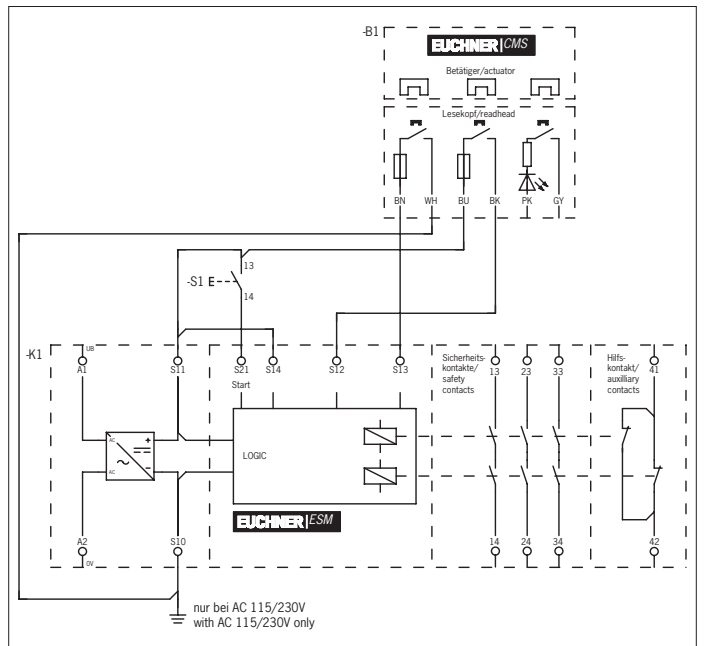 -B1
EUCHNER CMS
Betätiger/actuator
Lesekopf/readhead
BN WH BU BK PK GY
13
-S1
14
-K1
UB
A1 S11 S21 S14 S12 S13
Start
Sicherheits-
kontakte/
safety
contacts
13 23 33
Hilfs-
kontakt/
auxilliary
contacts
41
AC
AC
LOGIC
EUCHNER ESM
A2 S10 14 24 34 42
0V
nur bei AC 115/230V
with AC 115/230V only